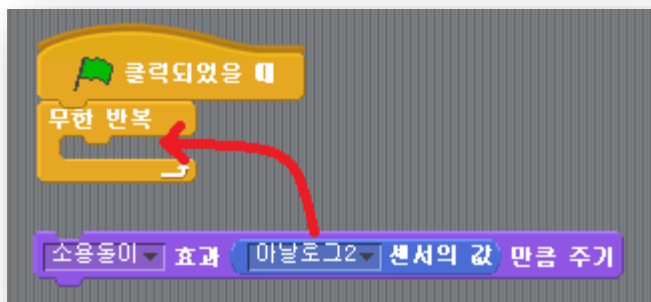 클릭되었을 때
무한 반복
소용돌이 효과 아날로그2 센서의 값 만큼 주기